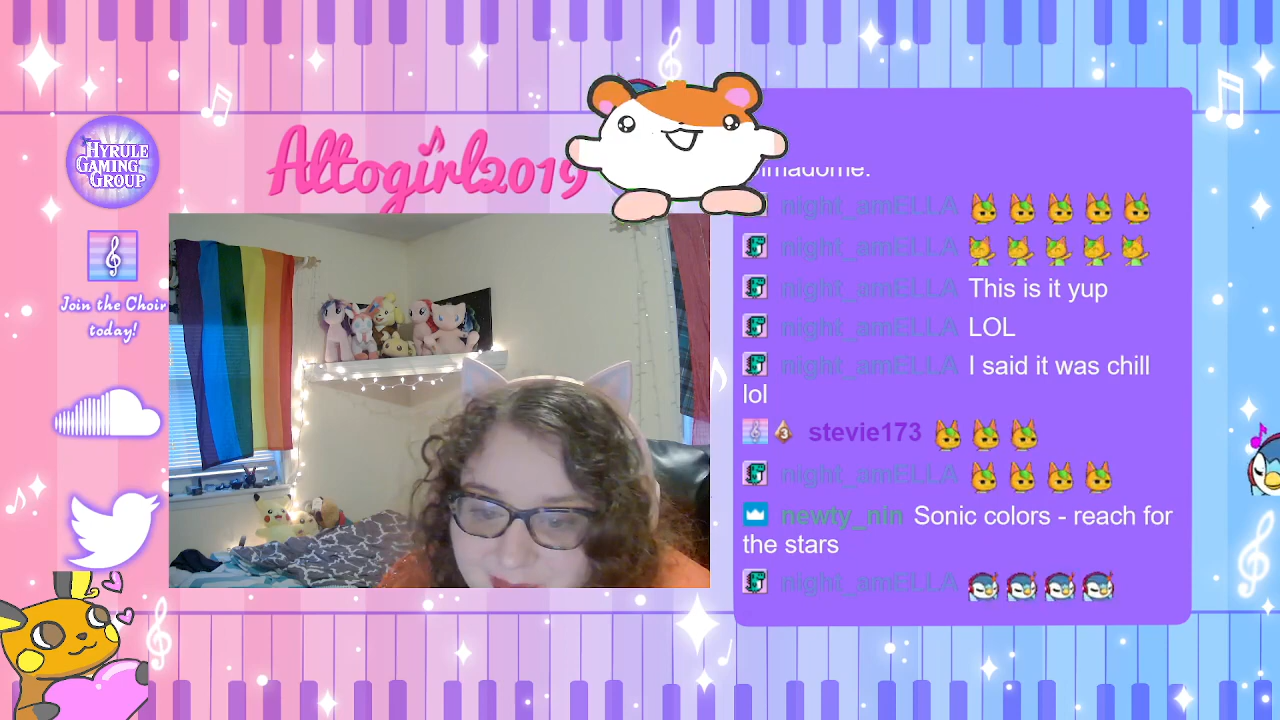 HYRULE
GAMING
GROUP
Altogirl2019
Join the Choir
today!
night_amELLA
night_amELLA
night_amELLA This is it yup
night_amELLA LOL
night_amELLA I said it was chill
lol
3 stevie173
night_amELLA
newty_nin Sonic colors - reach for
the stars
night_amELLA